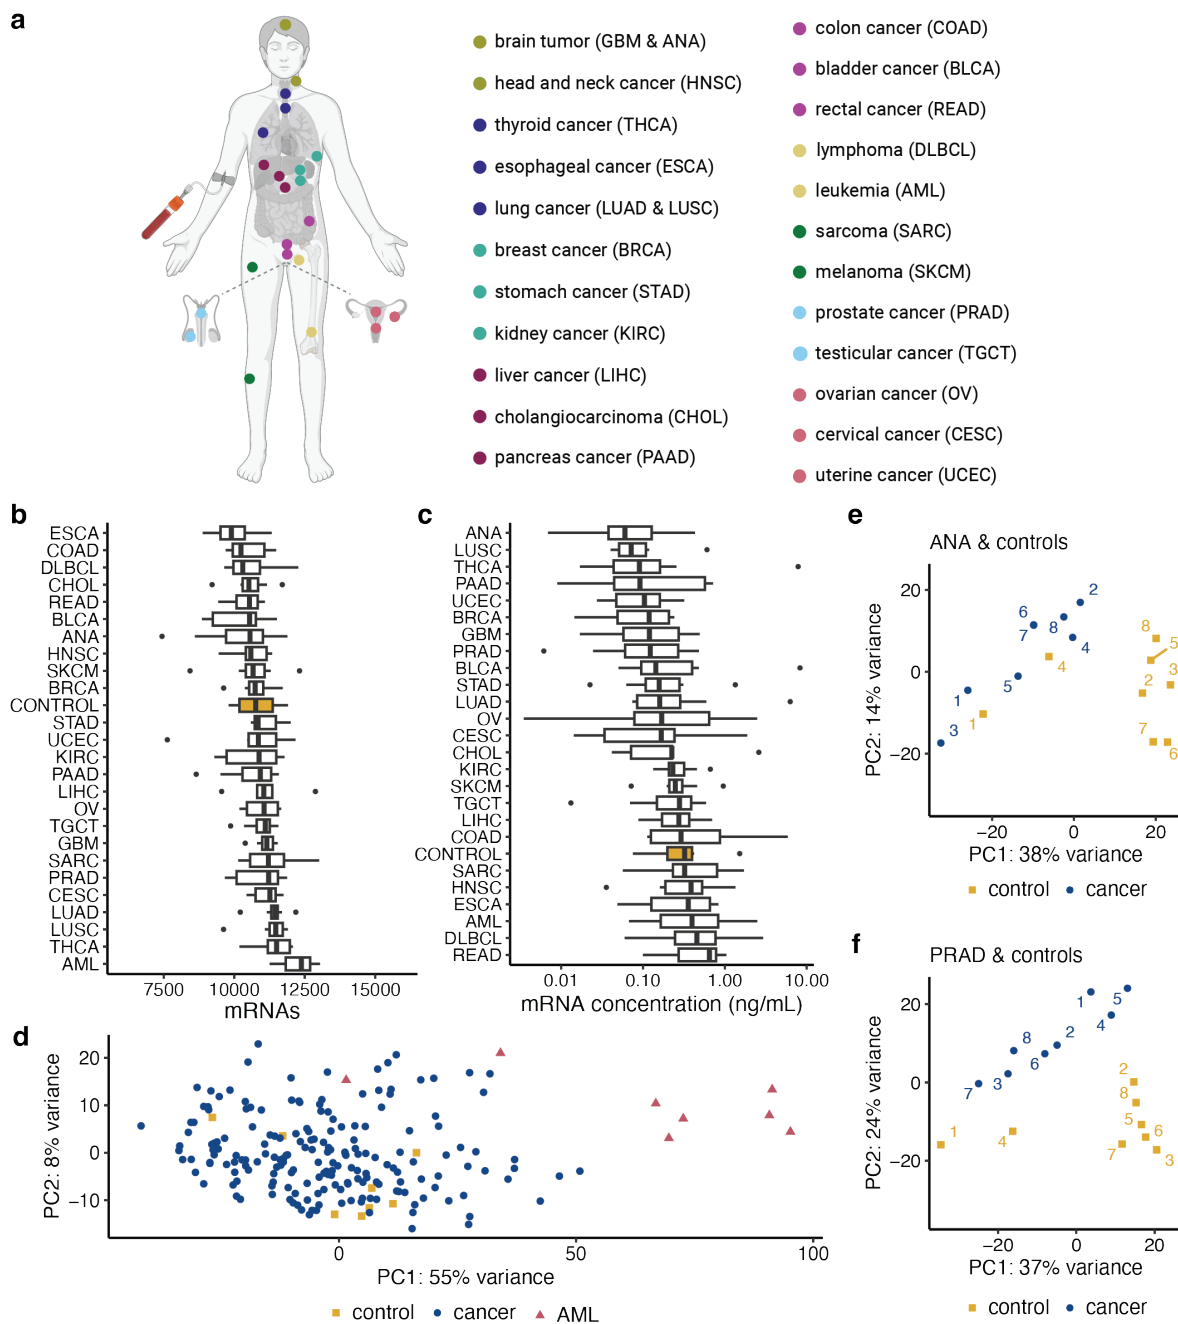 a
brain tumor (GBM & ANA)
head and neck cancer (HNSC)
thyroid cancer (THCA)
esophageal cancer (ESCA)
lung cancer (LUAD & LUSC)
breast cancer (BRCA)
stomach cancer (STAD)
kidney cancer (KIRC)
liver cancer (LIHC)
cholangiocarcinoma (CHOL)
pancreas cancer (PAAD)
colon cancer (COAD)
bladder cancer (BLCA)
rectal cancer (READ)
lymphoma (DLBCL)
leukemia (AML)
sarcoma (SARC)
melanoma (SKCM)
prostate cancer (PRAD)
testicular cancer (TGCT)
ovarian cancer (OV)
cervical cancer (CESC)
uterine cancer (UCEC)
b
ESCA
COAD
DLBCL
CHOL
READ
BLCA
ANA
HNSC
SKCM
BRCA
CONTROL
STAD
UCEC
KIRC
PAAD
LIHC
OV
TGCT
GBM
SARC
PRAD
CESC
LUAD
LUSC
THCA
AML
7500 10000 12500 15000
mRNAs
c
ANA
LUSC
THCA
PAAD
UCEC
BRCA
GBM
PRAD
BLCA
STAD
LUAD
OV
CESC
CHOL
KIRC
SKCM
TGCT
LIHC
COAD
CONTROL
SARC
HNSC
ESCA
AML
DLBCL
READ
0.01 0.10 1.00 10.00
mRNA concentration (ng/mL)
d
PC2: 8% variance
20
10
0
−10
0 50 100
PC1: 55% variance
control cancer AML
e
ANA & controls
PC2: 14% variance
20
0
−20
2
6
8
7
8
5
4
4
3
5
2
1
1
3
7
6
−20 0 20
PC1: 38% variance
control cancer
f
PRAD & controls
PC2: 24% variance
20
0
−20
1
5
4
8
2
6
2
7
3
8
5
1
4
6
7
3
−20 0 20
PC1: 37% variance
control cancer